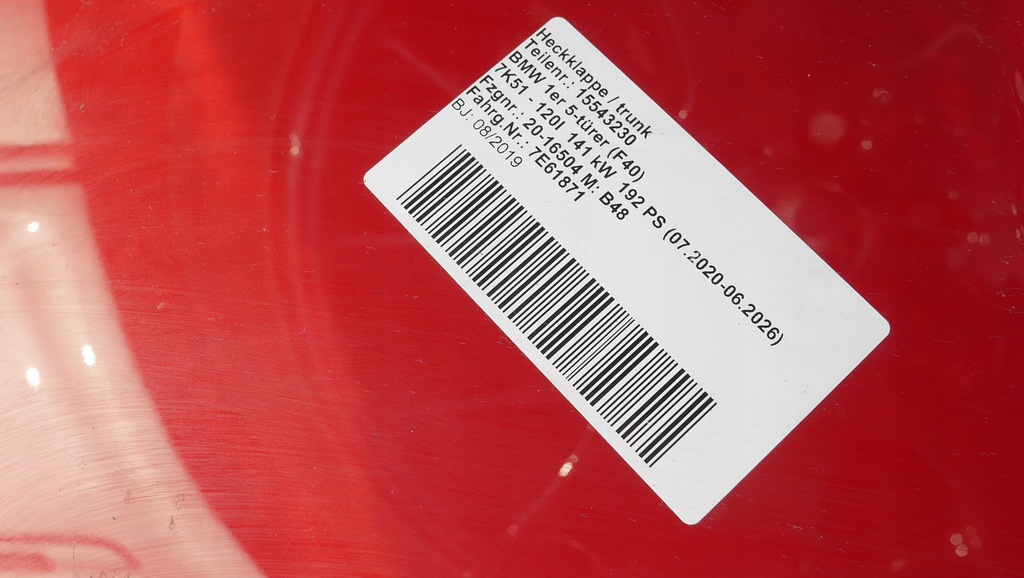 Heckklappe / trunk
Teilenr.: 15543230
BMW 1er 5-türer (F40)
7K51 - 120I 141 kW 192 PS (07.2020-06.2026)
Fzgnr.: 20-16504 M: B48
Fahrg.Nr.: 7E61871
BJ: 08/2019